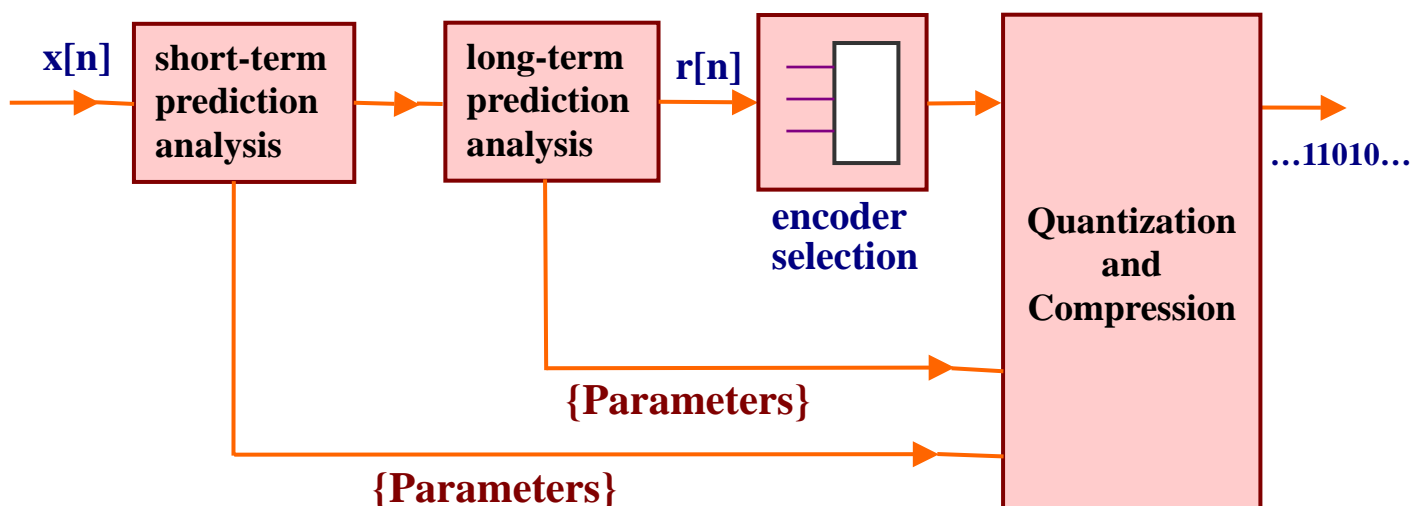 x[n]
short-term
prediction
analysis
long-term
prediction
analysis
r[n]
encoder
selection
Quantization
and
Compression
...11010...
{Parameters}
{Parameters}